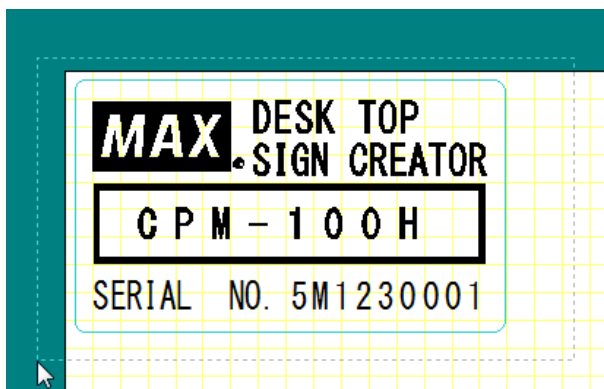 MAX. DESK TOP
SIGN CREATOR
CPM-100H
SERIAL NO. 5M1230001